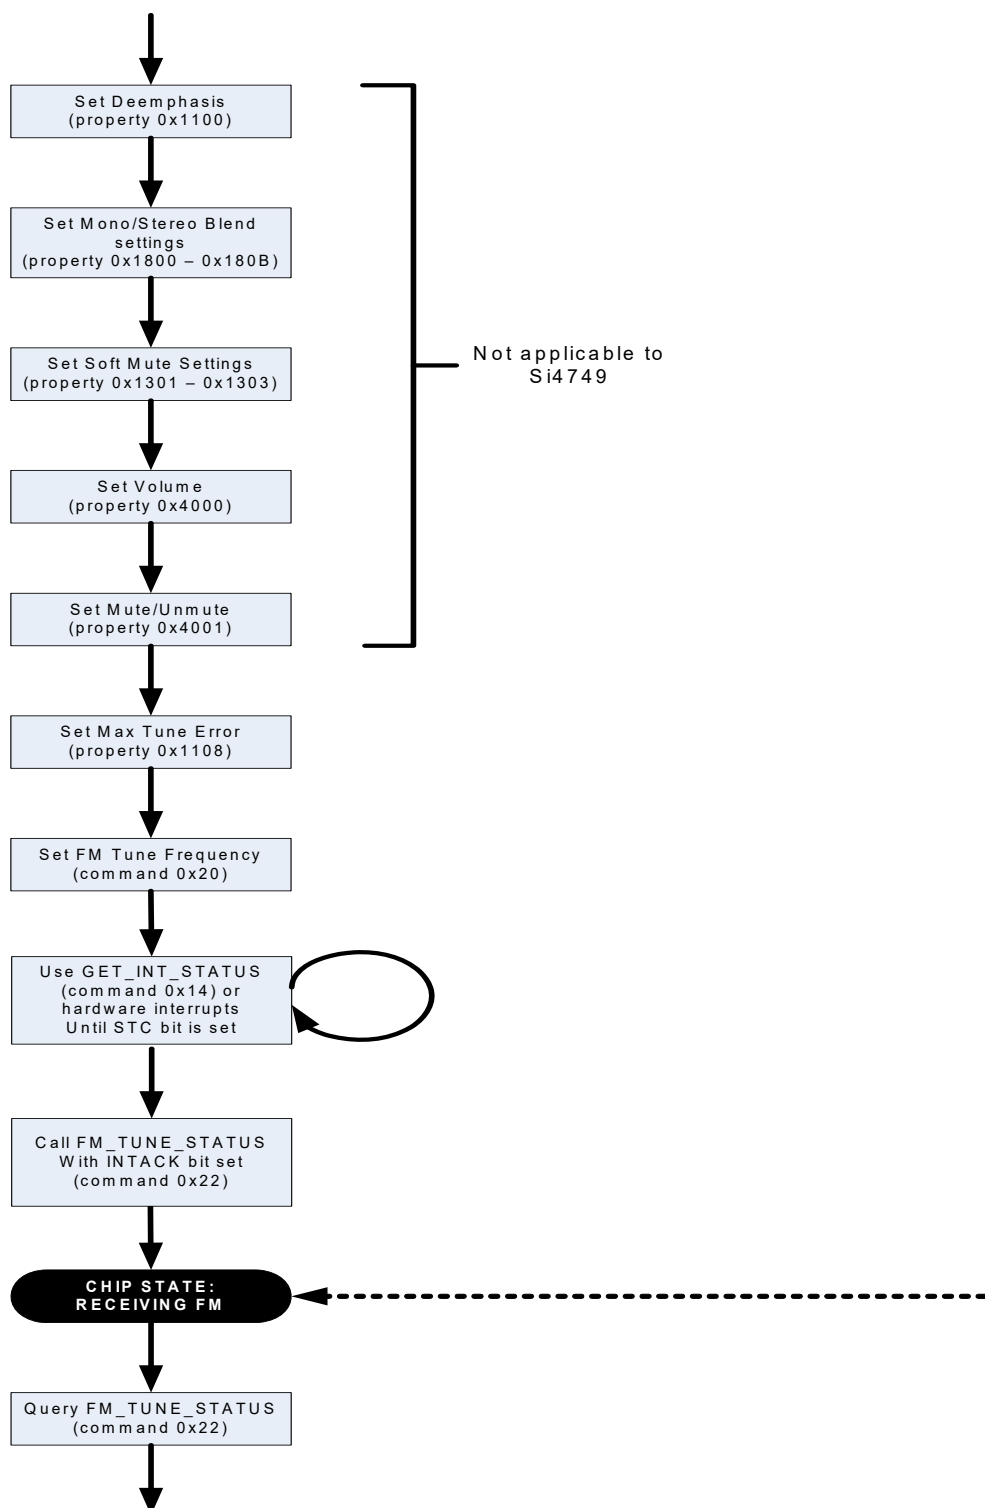 Set Deemphasis
(property 0x1100)
Set Mono/Stereo Blend
settings
(property 0x1800 – 0x180B)
Set Soft Mute Settings
(property 0x1301 – 0x1303)
Not applicable to
Si4749
Set Volume
(property 0x4000)
Set Mute/Unmute
(property 0x4001)
Set Max Tune Error
(property 0x1108)
Set FM Tune Frequency
(command 0x20)
Use GET_INT_STATUS
(command 0x14) or
hardware interrupts
Until STC bit is set
Call FM_TUNE_STATUS
With INTACK bit set
(command 0x22)
CHIP STATE:
RECEIVING FM
Query FM_TUNE_STATUS
(command 0x22)